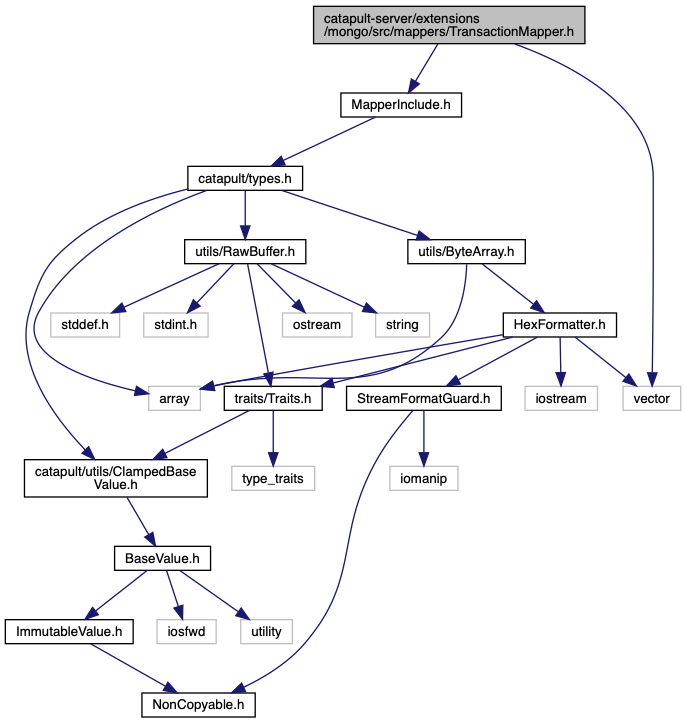 catapult-server/extensions
/mongo/src/mappers/TransactionMapper.h
MapperInclude.h
catapult/types.h
utils/RawBuffer.h
utils/ByteArray.h
stddef.h
stdint.h
ostream
string
HexFormatter.h
array
traits/Traits.h
StreamFormatGuard.h
iostream
vector
catapult/utils/ClampedBase
Value.h
type_traits
iomanip
BaseValue.h
ImmutableValue.h
iosfwd
utility
NonCopyable.h